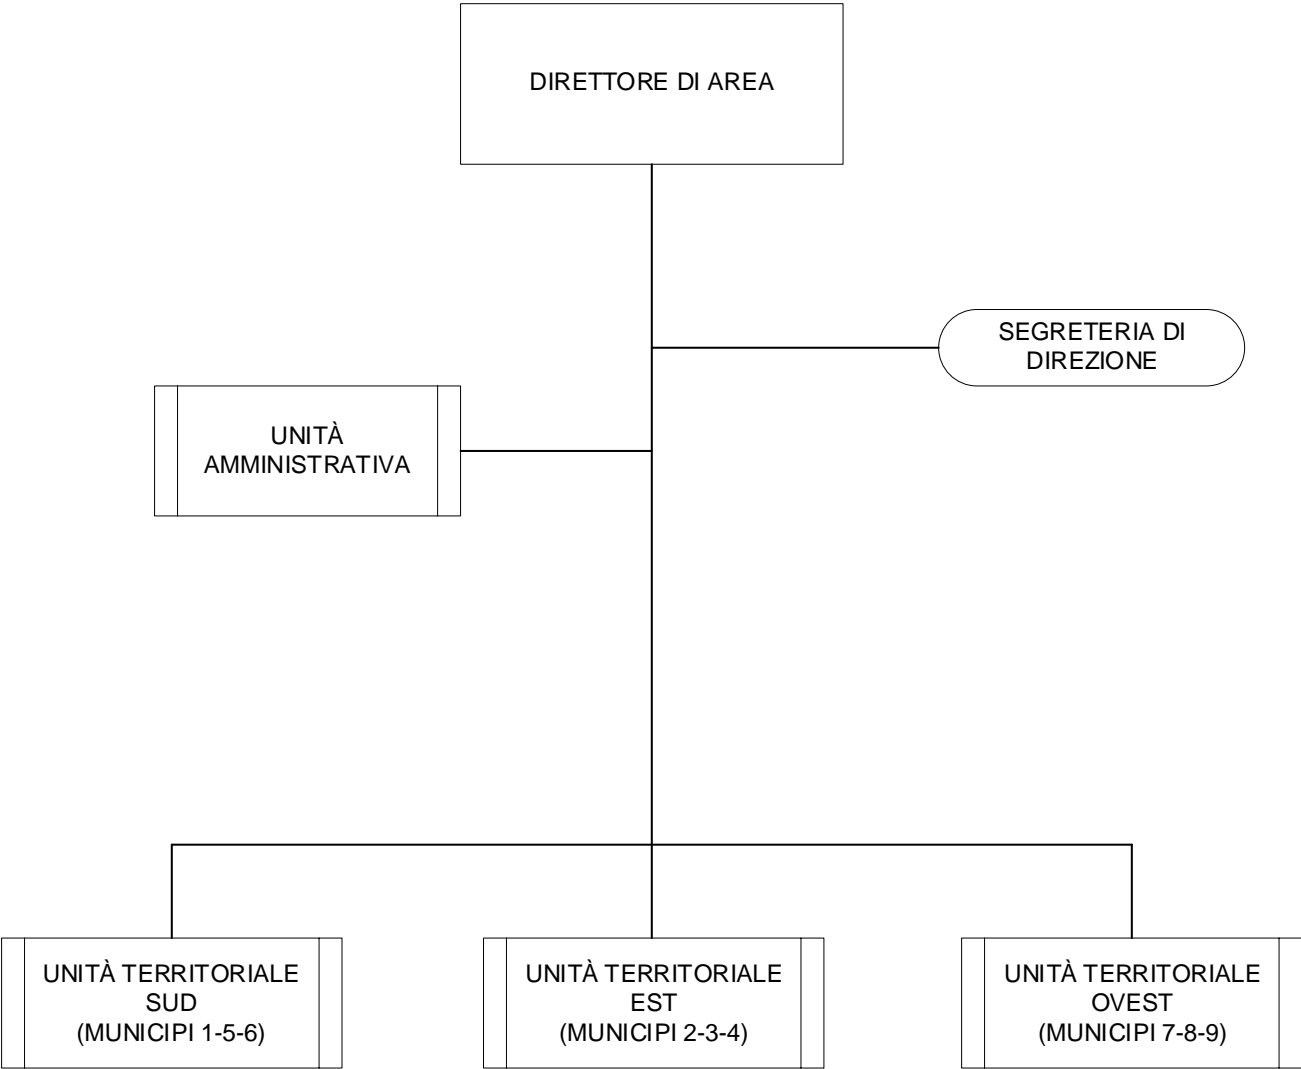 DIRETTORE DI AREA
SEGRETERIA DI
DIREZIONE
UNITÀ
AMMINISTRATIVA
UNITÀ TERRITORIALE
SUD
(MUNICIPI 1-5-6)
UNITÀ TERRITORIALE
EST
(MUNICIPI 2-3-4)
UNITÀ TERRITORIALE
OVEST
(MUNICIPI 7-8-9)